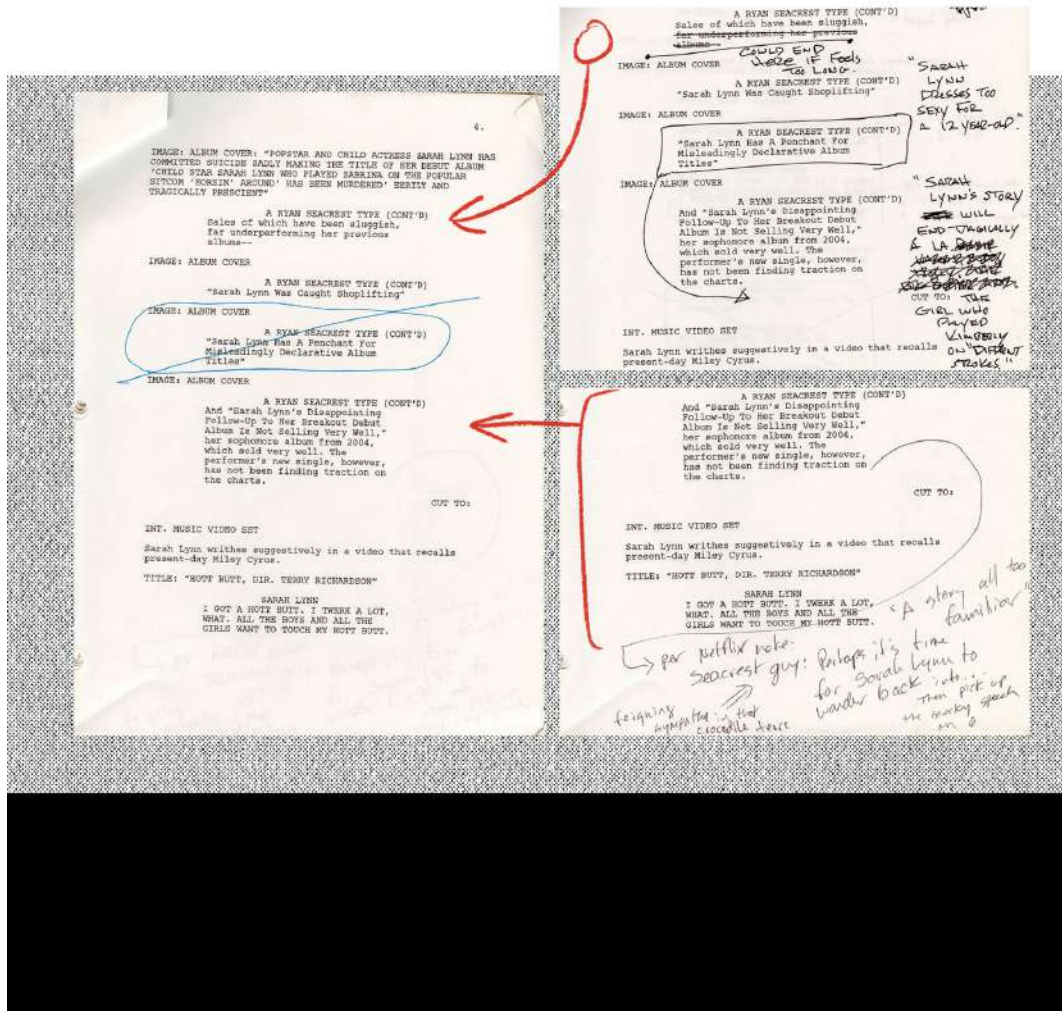 4.
IMAGE: ALBUM COVER: "POPSTAR AND CHILD ACTRESS SARAH LYNN HAS
COMMITTED SUICIDE SADLY MAKING THE TITLE OF HER DEBUT ALBUM
'CHILD STAR SARAH LYNN WHO PLAYED SABRINA ON THE POPULAR
SITCOM 'HORSIN' AROUND' HAS BEEN MURDERED' EERILY AND
TRAGICALLY PRESCIENT"
A RYAN SEACREST TYPE (CONT'D)
Sales of which have been sluggish,
far underperforming her previous
albums--
IMAGE: ALBUM COVER
A RYAN SEACREST TYPE (CONT'D)
"Sarah Lynn Was Caught Shoplifting"
IMAGE: ALBUM COVER
A RYAN SEACREST TYPE (CONT'D)
"Sarah Lynn Has A Penchant For
Misleadingly Declarative Album
Titles"
IMAGE: ALBUM COVER
A RYAN SEACREST TYPE (CONT'D)
And "Sarah Lynn's Disappointing
Follow-Up To Her Breakout Debut
Album Is Not Selling Very Well,"
her sophomore album from 2004,
which sold very well. The
performer's new single, however,
has not been finding traction on
the charts.
CUT TO:
INT. MUSIC VIDEO SET
Sarah Lynn writhes suggestively in a video that recalls
present-day Miley Cyrus.
TITLE: "HOTT BUTT, DIR. TERRY RICHARDSON"
SARAH LYNN
I GOT A HOTT BUTT. I TWERK A LOT,
WHAT. ALL THE BOYS AND ALL THE
GIRLS WANT TO TOUCH MY HOTT BUTT.
A RYAN SEACREST TYPE (CONT'D)
Sales of which have been sluggish,
far underperforming her previous
albums--
COULD END
HERE IF Feels
TOO LONG.
IMAGE: ALBUM COVER
A RYAN SEACREST TYPE (CONT'D)
"Sarah Lynn Was Caught Shoplifting"
IMAGE: ALBUM COVER
A RYAN SEACREST TYPE (CONT'D)
"Sarah Lynn Has A Penchant For
Misleadingly Declarative Album
Titles"
IMAGE: ALBUM COVER
A RYAN SEACREST TYPE (CONT'D)
And "Sarah Lynn's Disappointing
Follow-Up To Her Breakout Debut
Album Is Not Selling Very Well,"
her sophomore album from 2004,
which sold very well. The
performer's new single, however,
has not been finding traction on
the charts.
INT. MUSIC VIDEO SET
Sarah Lynn writhes suggestively in a video that recalls
present-day Miley Cyrus.
"SARAH
LYNN
DRESSES TOO
SEXY FOR
A 12 YEAR-OLD."
"SARAH
LYNN'S STORY
WILL
END TRAGICALLY
A LA
CUT TO: THE
GIRL WHO
PLAYED
KIMBERLY
ON "DIFFRENT
STROKES"
A RYAN SEACREST TYPE (CONT'D)
And "Sarah Lynn's Disappointing
Follow-Up To Her Breakout Debut
Album Is Not Selling Very Well,"
her sophomore album from 2004,
which sold very well. The
performer's new single, however,
has not been finding traction on
the charts.
CUT TO:
INT. MUSIC VIDEO SET
Sarah Lynn writhes suggestively in a video that recalls
present-day Miley Cyrus.
TITLE: "HOTT BUTT, DIR. TERRY RICHARDSON"
SARAH LYNN
I GOT A HOTT BUTT. I TWERK A LOT,
WHAT. ALL THE BOYS AND ALL THE
GIRLS WANT TO TOUCH MY HOTT BUTT.
"A story all too
familiar"
per Netflix note:
Seacrest guy: Perhaps it's time
for Sarah Lynn to
wander back into...
Then pick up
the snarky speech
on
feigning
sympathy in that
crocodile tears